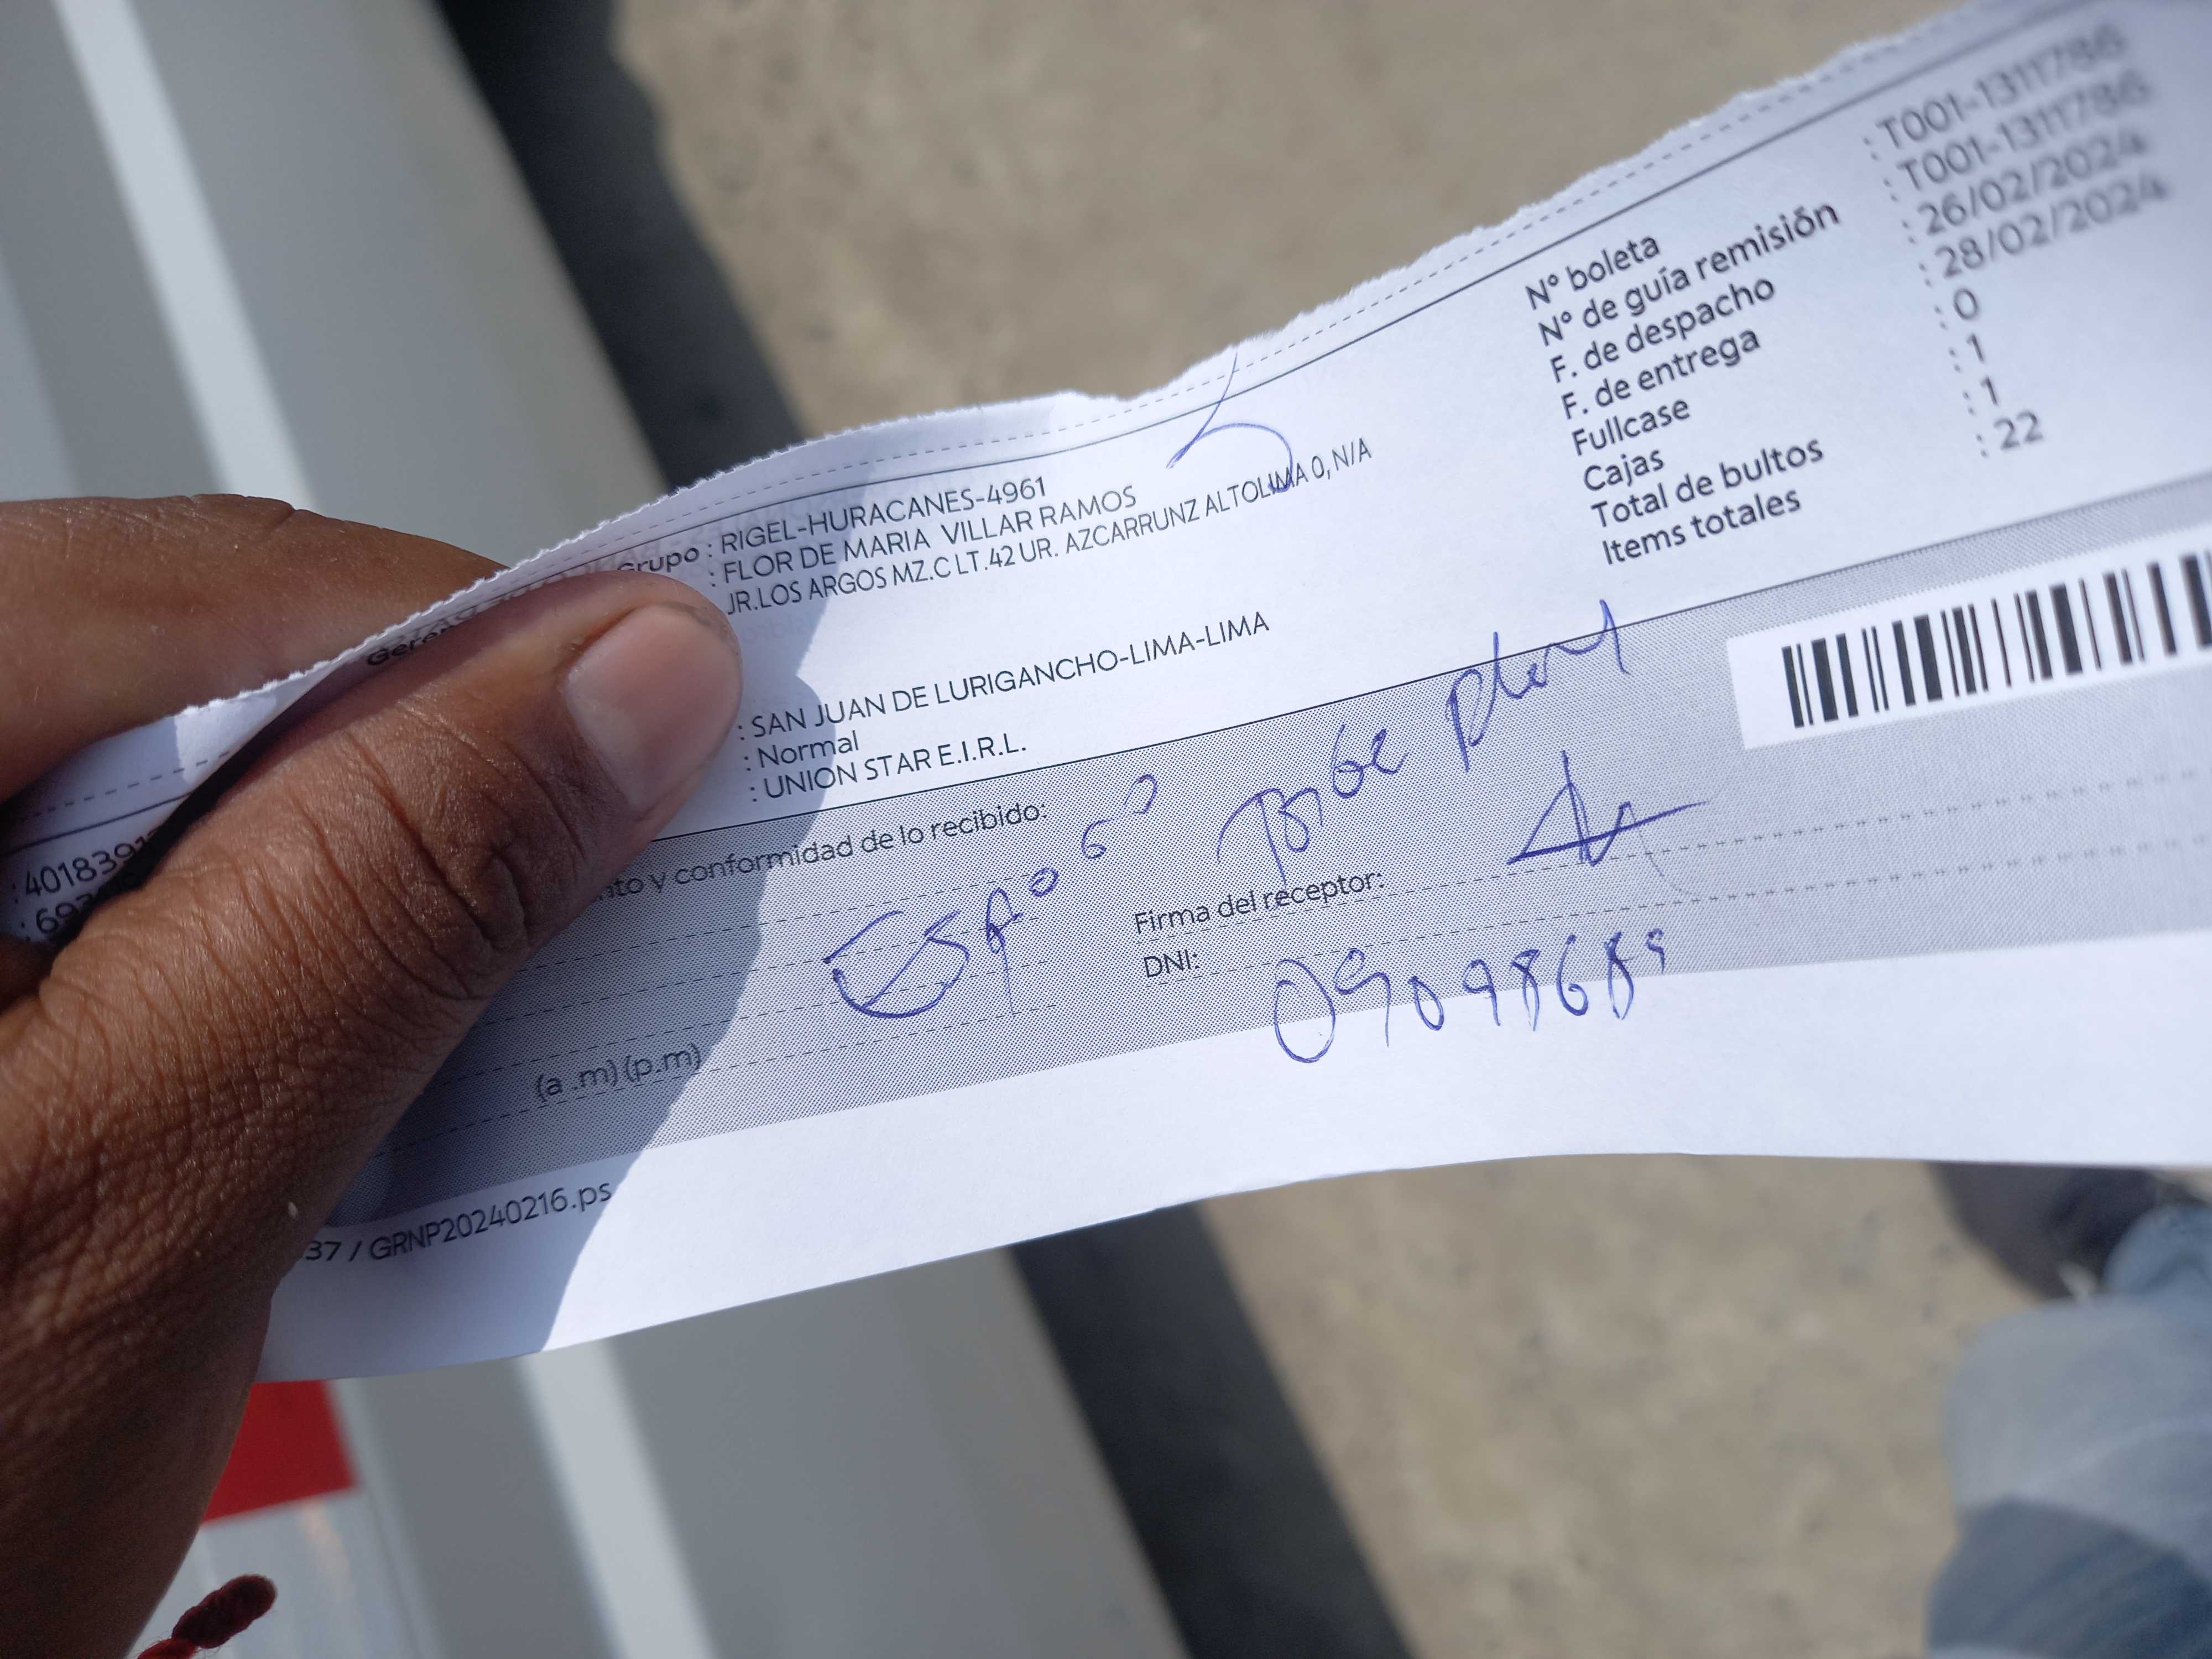 Grupo : RIGEL-HURACANES-4961
: FLOR DE MARIA VILLAR RAMOS
JR.LOS ARGOS MZ.C LT.42 UR. AZCARRUNZ ALTOLIMA 0, N/A
: SAN JUAN DE LURIGANCHO-LIMA-LIMA
: Normal
: UNION STAR E.I.R.L.
N° boleta : T001-1311786
N° de guía remisión : T001-1311786
F. de despacho : 26/02/2024
F. de entrega : 28/02/2024
Fullcase : 0
Cajas : 1
Total de bultos : 1
Items totales : 22
: 401839
y conformidad de lo recibido:
Esposo
Firma del receptor:
DNI: 09098689
(a .m) (p.m)
37 / GRNP20240216.ps